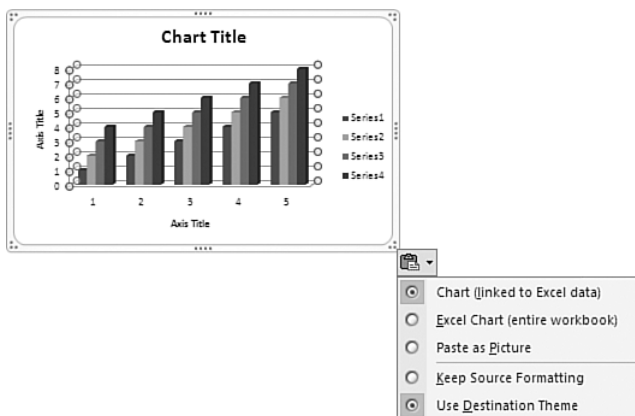 Chart Title
8
7
6
5
4
3
2
1
0
Axis Title
1 2 3 4 5
Axis Title
Series1
Series2
Series3
Series4
Chart (linked to Excel data)
Excel Chart (entire workbook)
Paste as Picture
Keep Source Formatting
Use Destination Theme